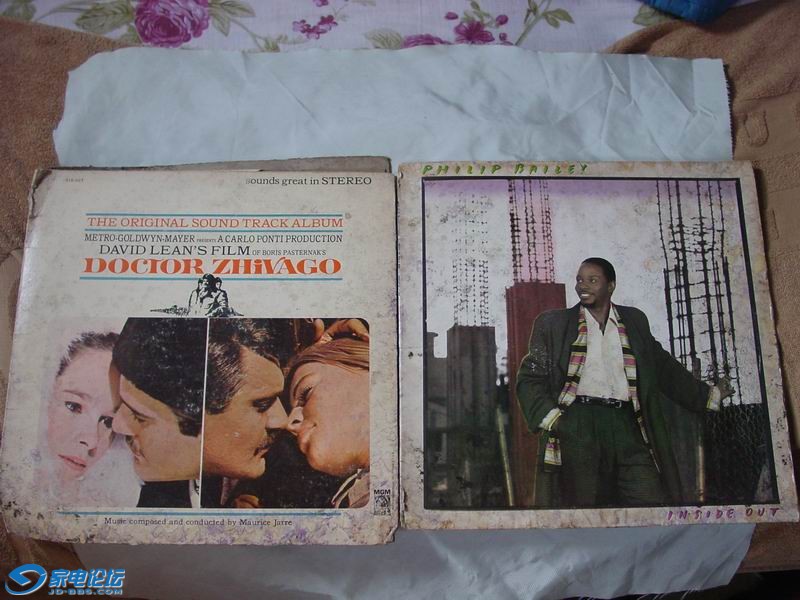 sounds great in STEREO
THE ORIGINAL SOUND TRACK ALBUM
METRO-GOLDWYN-MAYER PRESENTS A CARLO PONTI PRODUCTION
DAVID LEAN'S FILM OF BORIS PASTERNAK'S
DOCTOR ZHiVAGO
MGM
Music composed and conducted by Maurice Jarre
PHILIP BAILEY
INSIDE OUT
家电论坛
JD-BBS.COM